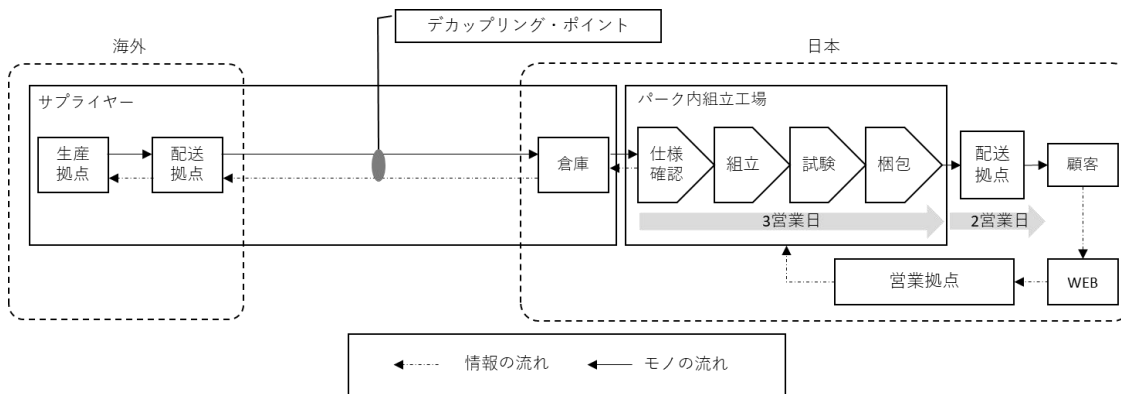 デカップリング・ポイント
海外
日本
サプライヤー
パーク内組立工場
生産
拠点
配送
拠点
倉庫
仕様
確認
組立
試験
梱包
配送
拠点
顧客
3営業日
2営業日
営業拠点
WEB
情報の流れ
モノの流れ